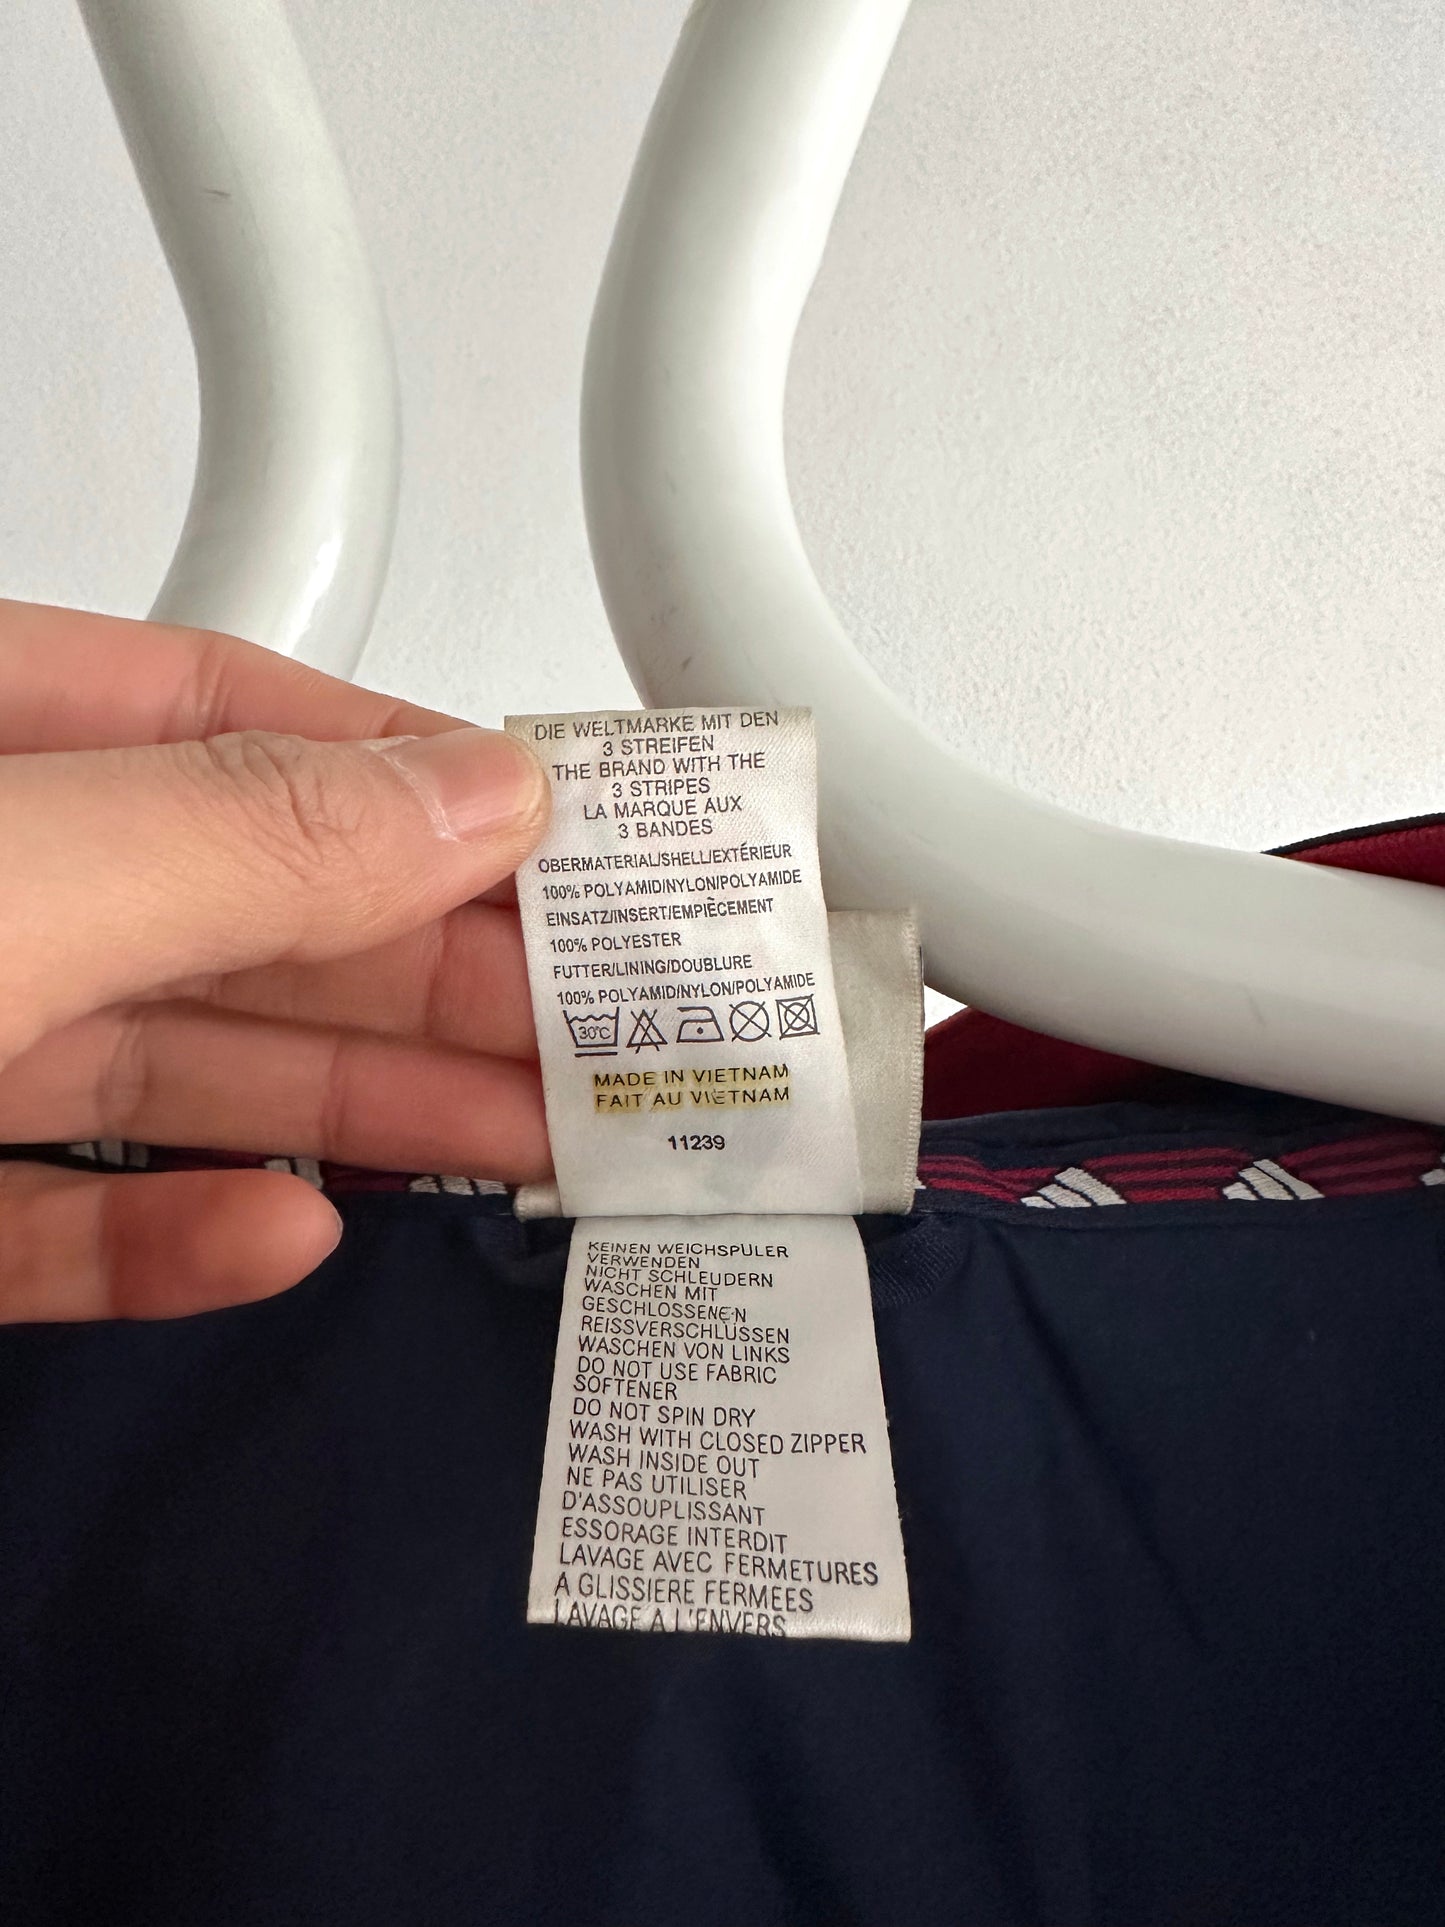 DIE WELTMARKE MIT DEN
3 STREIFEN
THE BRAND WITH THE
3 STRIPES
LA MARQUE AUX
3 BANDES
OBERMATERIAL/SHELL/EXTÉRIEUR
100% POLYAMID/NYLON/POLYAMIDE
EINSATZ/INSERT/EMPIÈCEMENT
100% POLYESTER
FUTTER/LINING/DOUBLURE
100% POLYAMID/NYLON/POLYAMIDE
30°C
MADE IN VIETNAM
FAIT AU VIETNAM
11239
KEINEN WEICHSPÜLER
VERWENDEN
NICHT SCHLEUDERN
WASCHEN MIT
GESCHLOSSENEN
REISSVERSCHLÜSSEN
WASCHEN VON LINKS
DO NOT USE FABRIC
SOFTENER
DO NOT SPIN DRY
WASH WITH CLOSED ZIPPER
WASH INSIDE OUT
NE PAS UTILISER
D'ASSOUPLISSANT
ESSORAGE INTERDIT
LAVAGE AVEC FERMETURES
A GLISSIERE FERMEES
LAVAGE A L'ENVERS